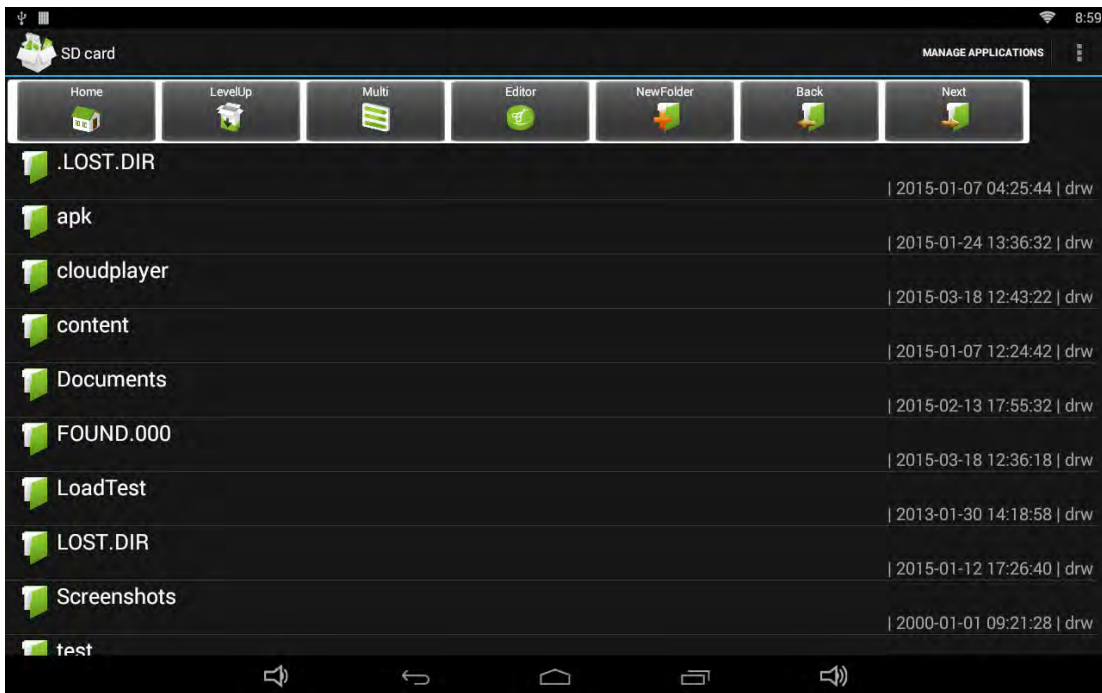 8:59
SD card MANAGE APPLICATIONS
Home LevelUp Multi Editor NewFolder Back Next
.LOST.DIR
| 2015-01-07 04:25:44 | drw
apk
| 2015-01-24 13:36:32 | drw
cloudplayer
| 2015-03-18 12:43:22 | drw
content
| 2015-01-07 12:24:42 | drw
Documents
| 2015-02-13 17:55:32 | drw
FOUND.000
| 2015-03-18 12:36:18 | drw
LoadTest
| 2013-01-30 14:18:58 | drw
LOST.DIR
| 2015-01-12 17:26:40 | drw
Screenshots
| 2000-01-01 09:21:28 | drw
test